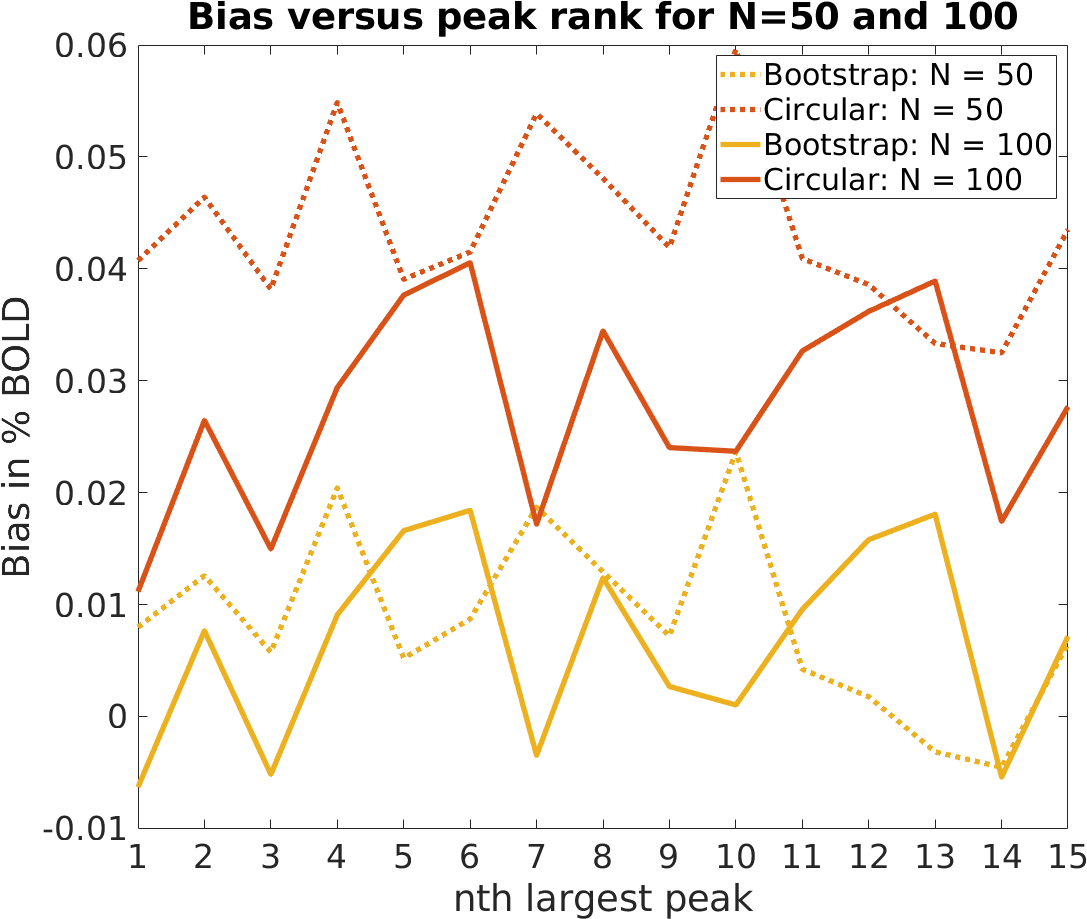 Bias versus peak rank for N=50 and 100
0.06
0.05
0.04
0.03
0.02
0.01
0
-0.01
Bias in % BOLD
Bootstrap: N = 50
Circular: N = 50
Bootstrap: N = 100
Circular: N = 100
1 2 3 4 5 6 7 8 9 10 11 12 13 14 15
nth largest peak